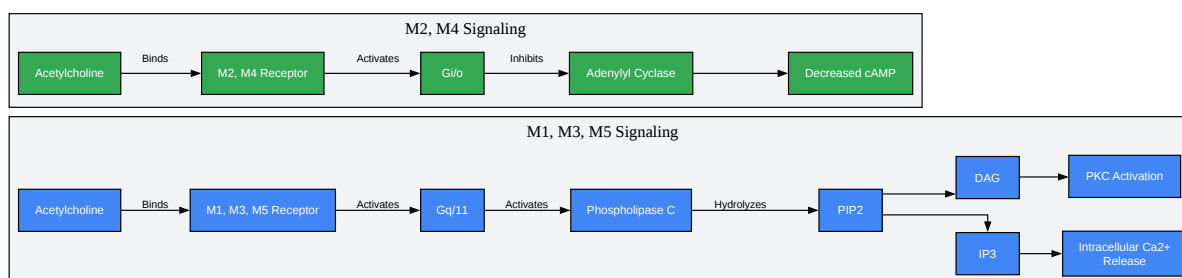 M2, M4 Signaling
Acetylcholine
Binds
M2, M4 Receptor
Activates
Gi/o
Inhibits
Adenylyl Cyclase
Decreased cAMP
M1, M3, M5 Signaling
Acetylcholine
Binds
M1, M3, M5 Receptor
Activates
Gq/11
Activates
Phospholipase C
Hydrolyzes
PIP2
DAG
PKC Activation
IP3
Intracellular Ca2+
Release